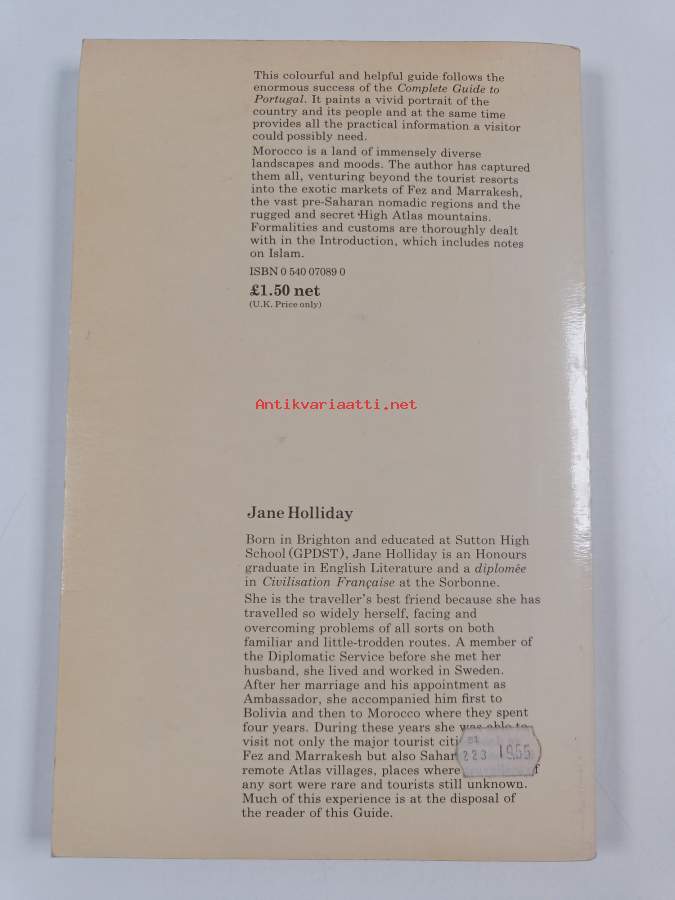 This colourful and helpful guide follows the
enormous success of the Complete Guide to
Portugal. It paints a vivid portrait of the
country and its people and at the same time
provides all the practical information a visitor
could possibly need.
Morocco is a land of immensely diverse
landscapes and moods. The author has captured
them all, venturing beyond the tourist resorts
into the exotic markets of Fez and Marrakesh,
the vast pre-Saharan nomadic regions and the
rugged and secret High Atlas mountains.
Formalities and customs are thoroughly dealt
with in the Introduction, which includes notes
on Islam.
ISBN 0 540 07089 0
£1.50 net
(U.K. Price only)
Antikvariaatti.net
Jane Holliday
Born in Brighton and educated at Sutton High
School (GPDST), Jane Holliday is an Honours
graduate in English Literature and a diplomée
in Civilisation Française at the Sorbonne.
She is the traveller's best friend because she has
travelled so widely herself, facing and
overcoming problems of all sorts on both
familiar and little-trodden routes. A member of
the Diplomatic Service before she met her
husband, she lived and worked in Sweden.
After her marriage and his appointment as
Ambassador, she accompanied him first to
Bolivia and then to Morocco where they spent
four years. During these years she was able to
visit not only the major tourist
Fez and Marrakesh but also
remote Atlas villages, places where
any sort were rare and tourists still unknown.
Much of this experience is at the disposal of
the reader of this Guide.
223 1955